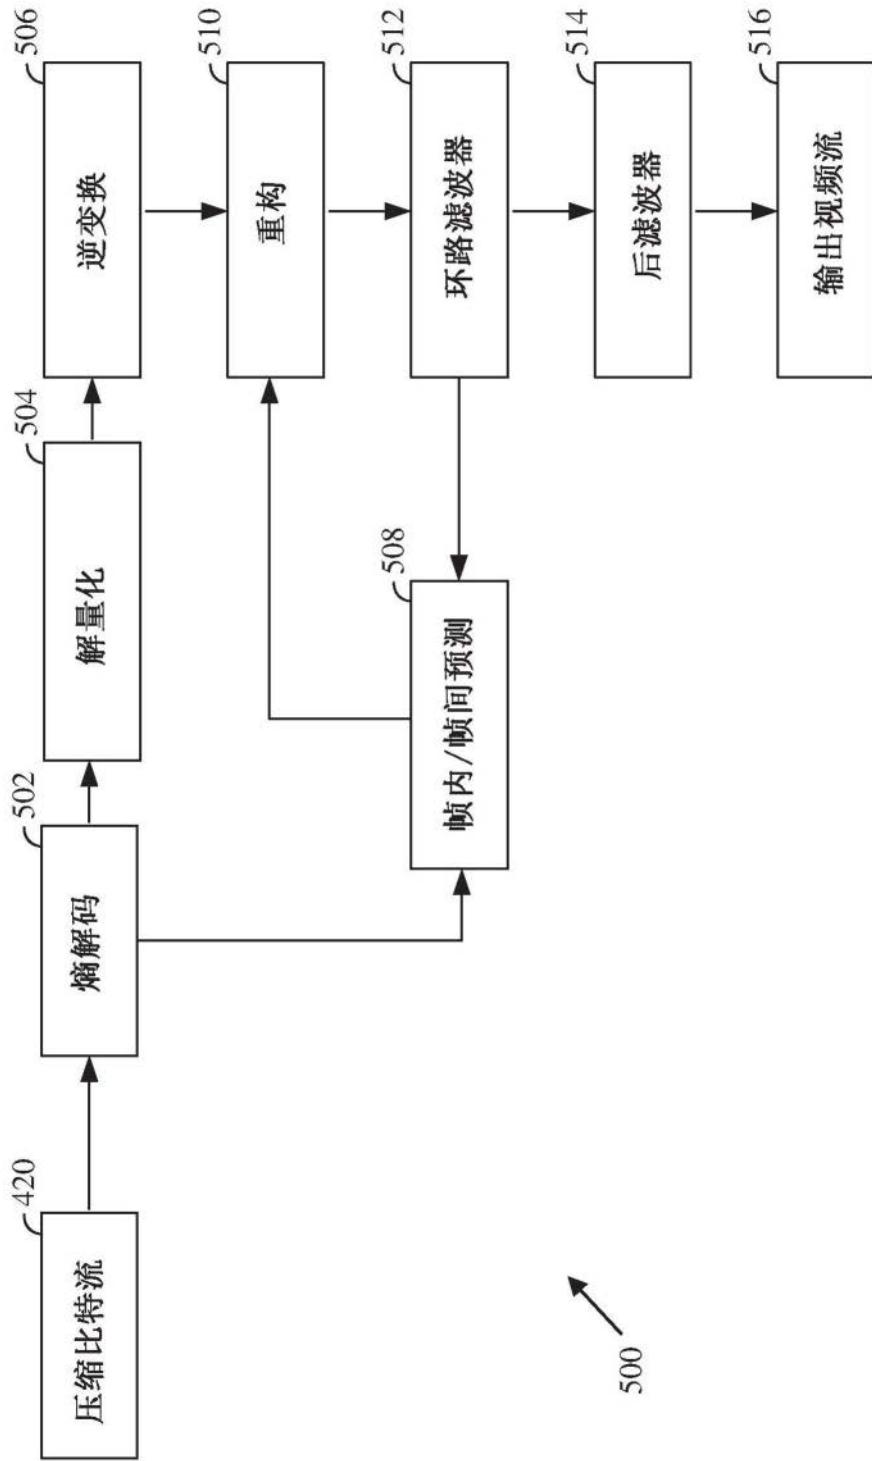 420
压缩比特流
502
熵解码
504
解量化
506
逆变换
510
重构
508
帧内/帧间预测
512
环路滤波器
514
后滤波器
516
输出视频流
500